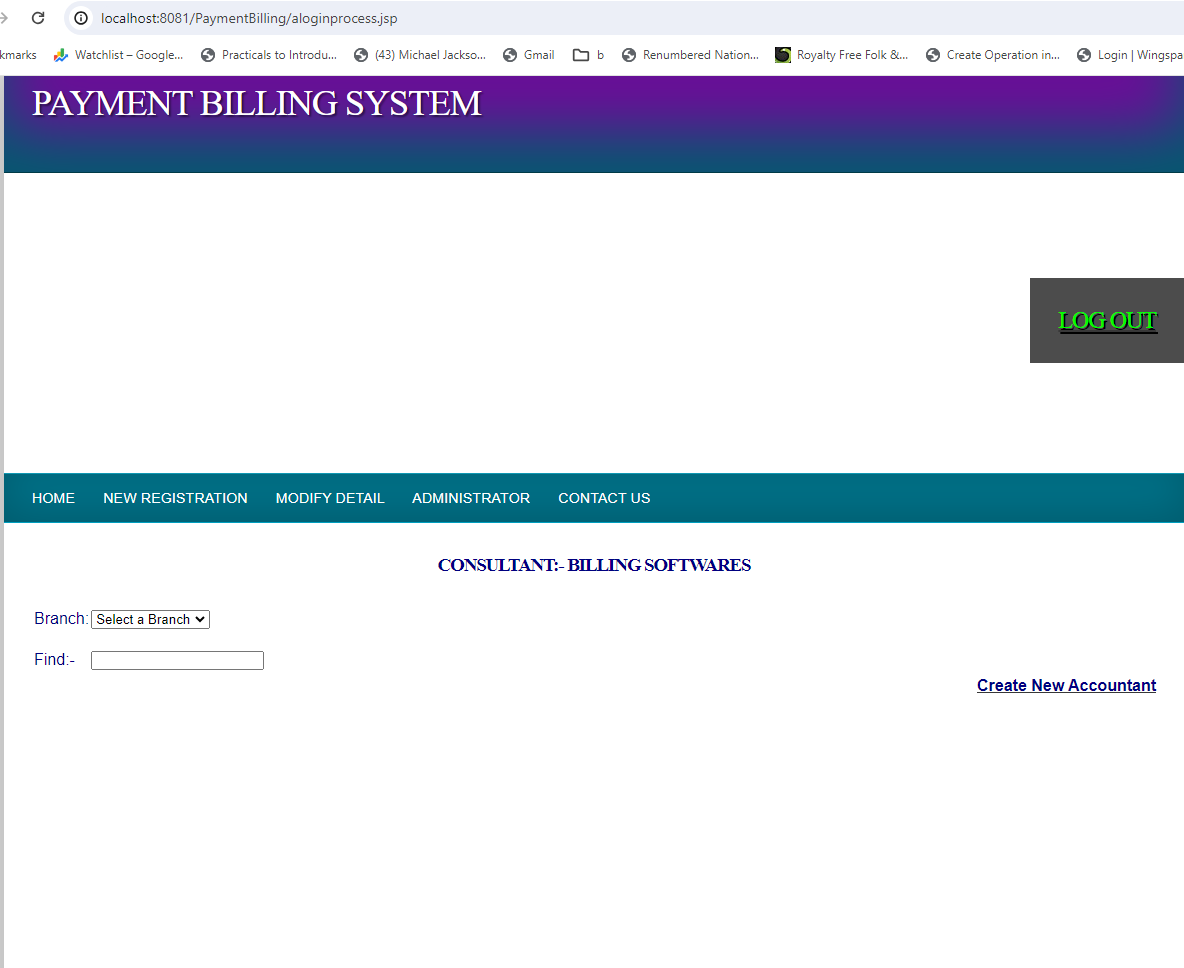 localhost:8081/PaymentBilling/aloginprocess.jsp
kmarks Watchlist – Google... Practicals to Introdu... (43) Michael Jackso... Gmail b Renumbered Nation... Royalty Free Folk &... Create Operation in... Login | Wingspa
PAYMENT BILLING SYSTEM
LOG OUT
HOME NEW REGISTRATION MODIFY DETAIL ADMINISTRATOR CONTACT US
CONSULTANT:- BILLING SOFTWARES
Branch: Select a Branch
Find:-
Create New Accountant